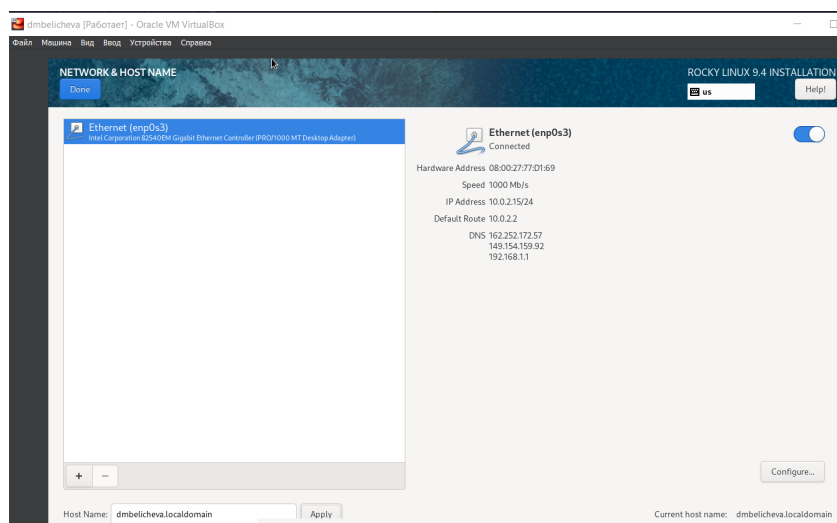 dmbelicheva [Работает] - Oracle VM VirtualBox
Файл Машина Вид Ввод Устройства Справка
NETWORK & HOST NAME
Done
ROCKY LINUX 9.4 INSTALLATION
us
Help!
Ethernet (enp0s3)
Intel Corporation 82540EM Gigabit Ethernet Controller (PRO/1000 MT Desktop Adapter)
Ethernet (enp0s3)
Connected
Hardware Address 08:00:27:77:D1:69
Speed 1000 Mb/s
IP Address 10.0.2.15/24
Default Route 10.0.2.2
DNS 162.252.172.57
149.154.159.92
192.168.1.1
+ −
Configure...
Host Name: dmbelicheva.localdomain Apply
Current host name: dmbelicheva.localdomain